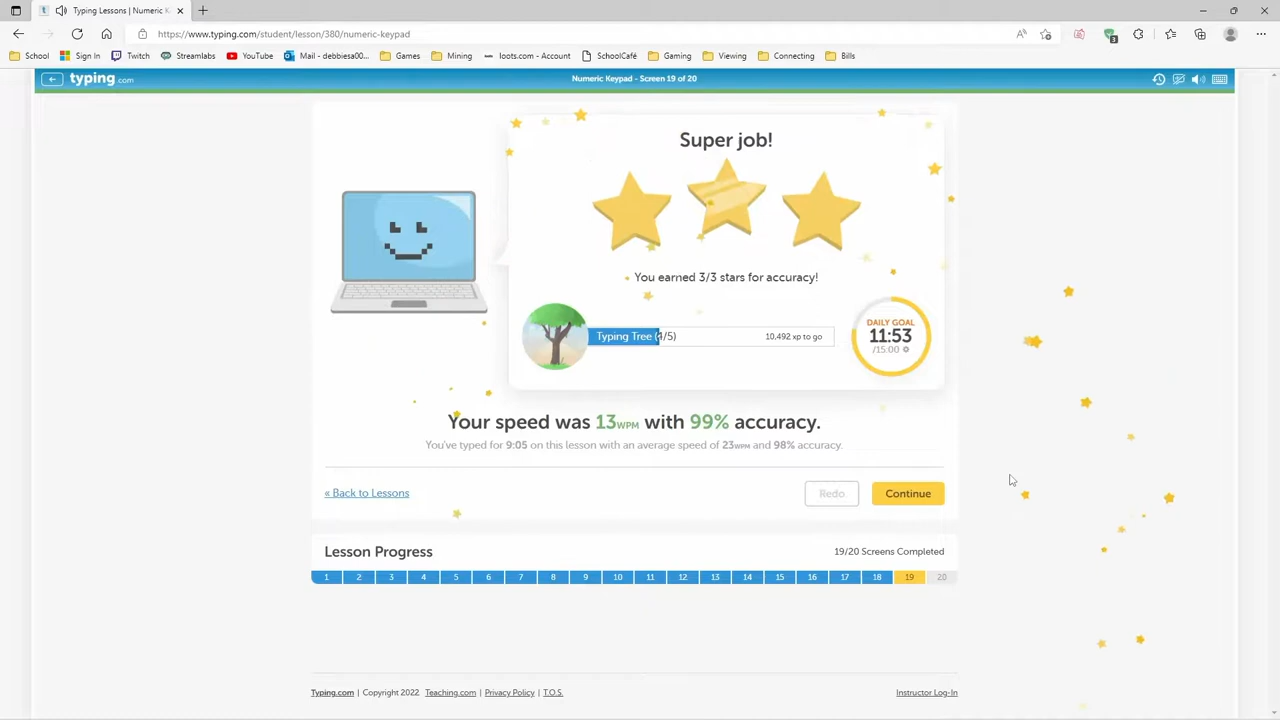 Typing Lessons | Numeric K
https://www.typing.com/student/lesson/380/numeric-keypad
School Sign In Twitch Streamlabs YouTube Mail - debbiesa00... Games Mining loots.com - Account SchoolCafé Gaming Viewing Connecting Bills
typing.com Numeric Keypad - Screen 19 of 20
Super job!
You earned 3/3 stars for accuracy!
Typing Tree (4/5) 10,492 xp to go
DAILY GOAL
11:53
/15:00
Your speed was 13WPM with 99% accuracy.
You've typed for 9:05 on this lesson with an average speed of 23WPM and 98% accuracy.
« Back to Lessons Redo Continue
Lesson Progress 19/20 Screens Completed
1 2 3 4 5 6 7 8 9 10 11 12 13 14 15 16 17 18 19 20
Typing.com | Copyright 2022 Teaching.com | Privacy Policy | T.O.S. Instructor Log-In